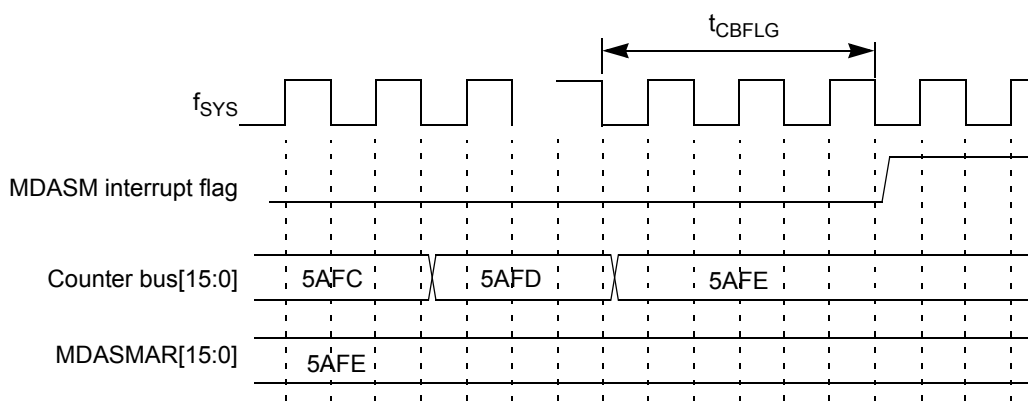 tCBFLG
fSYS
MDASM interrupt flag
Counter bus[15:0] 5AFC 5AFD 5AFE
MDASMAR[15:0] 5AFE